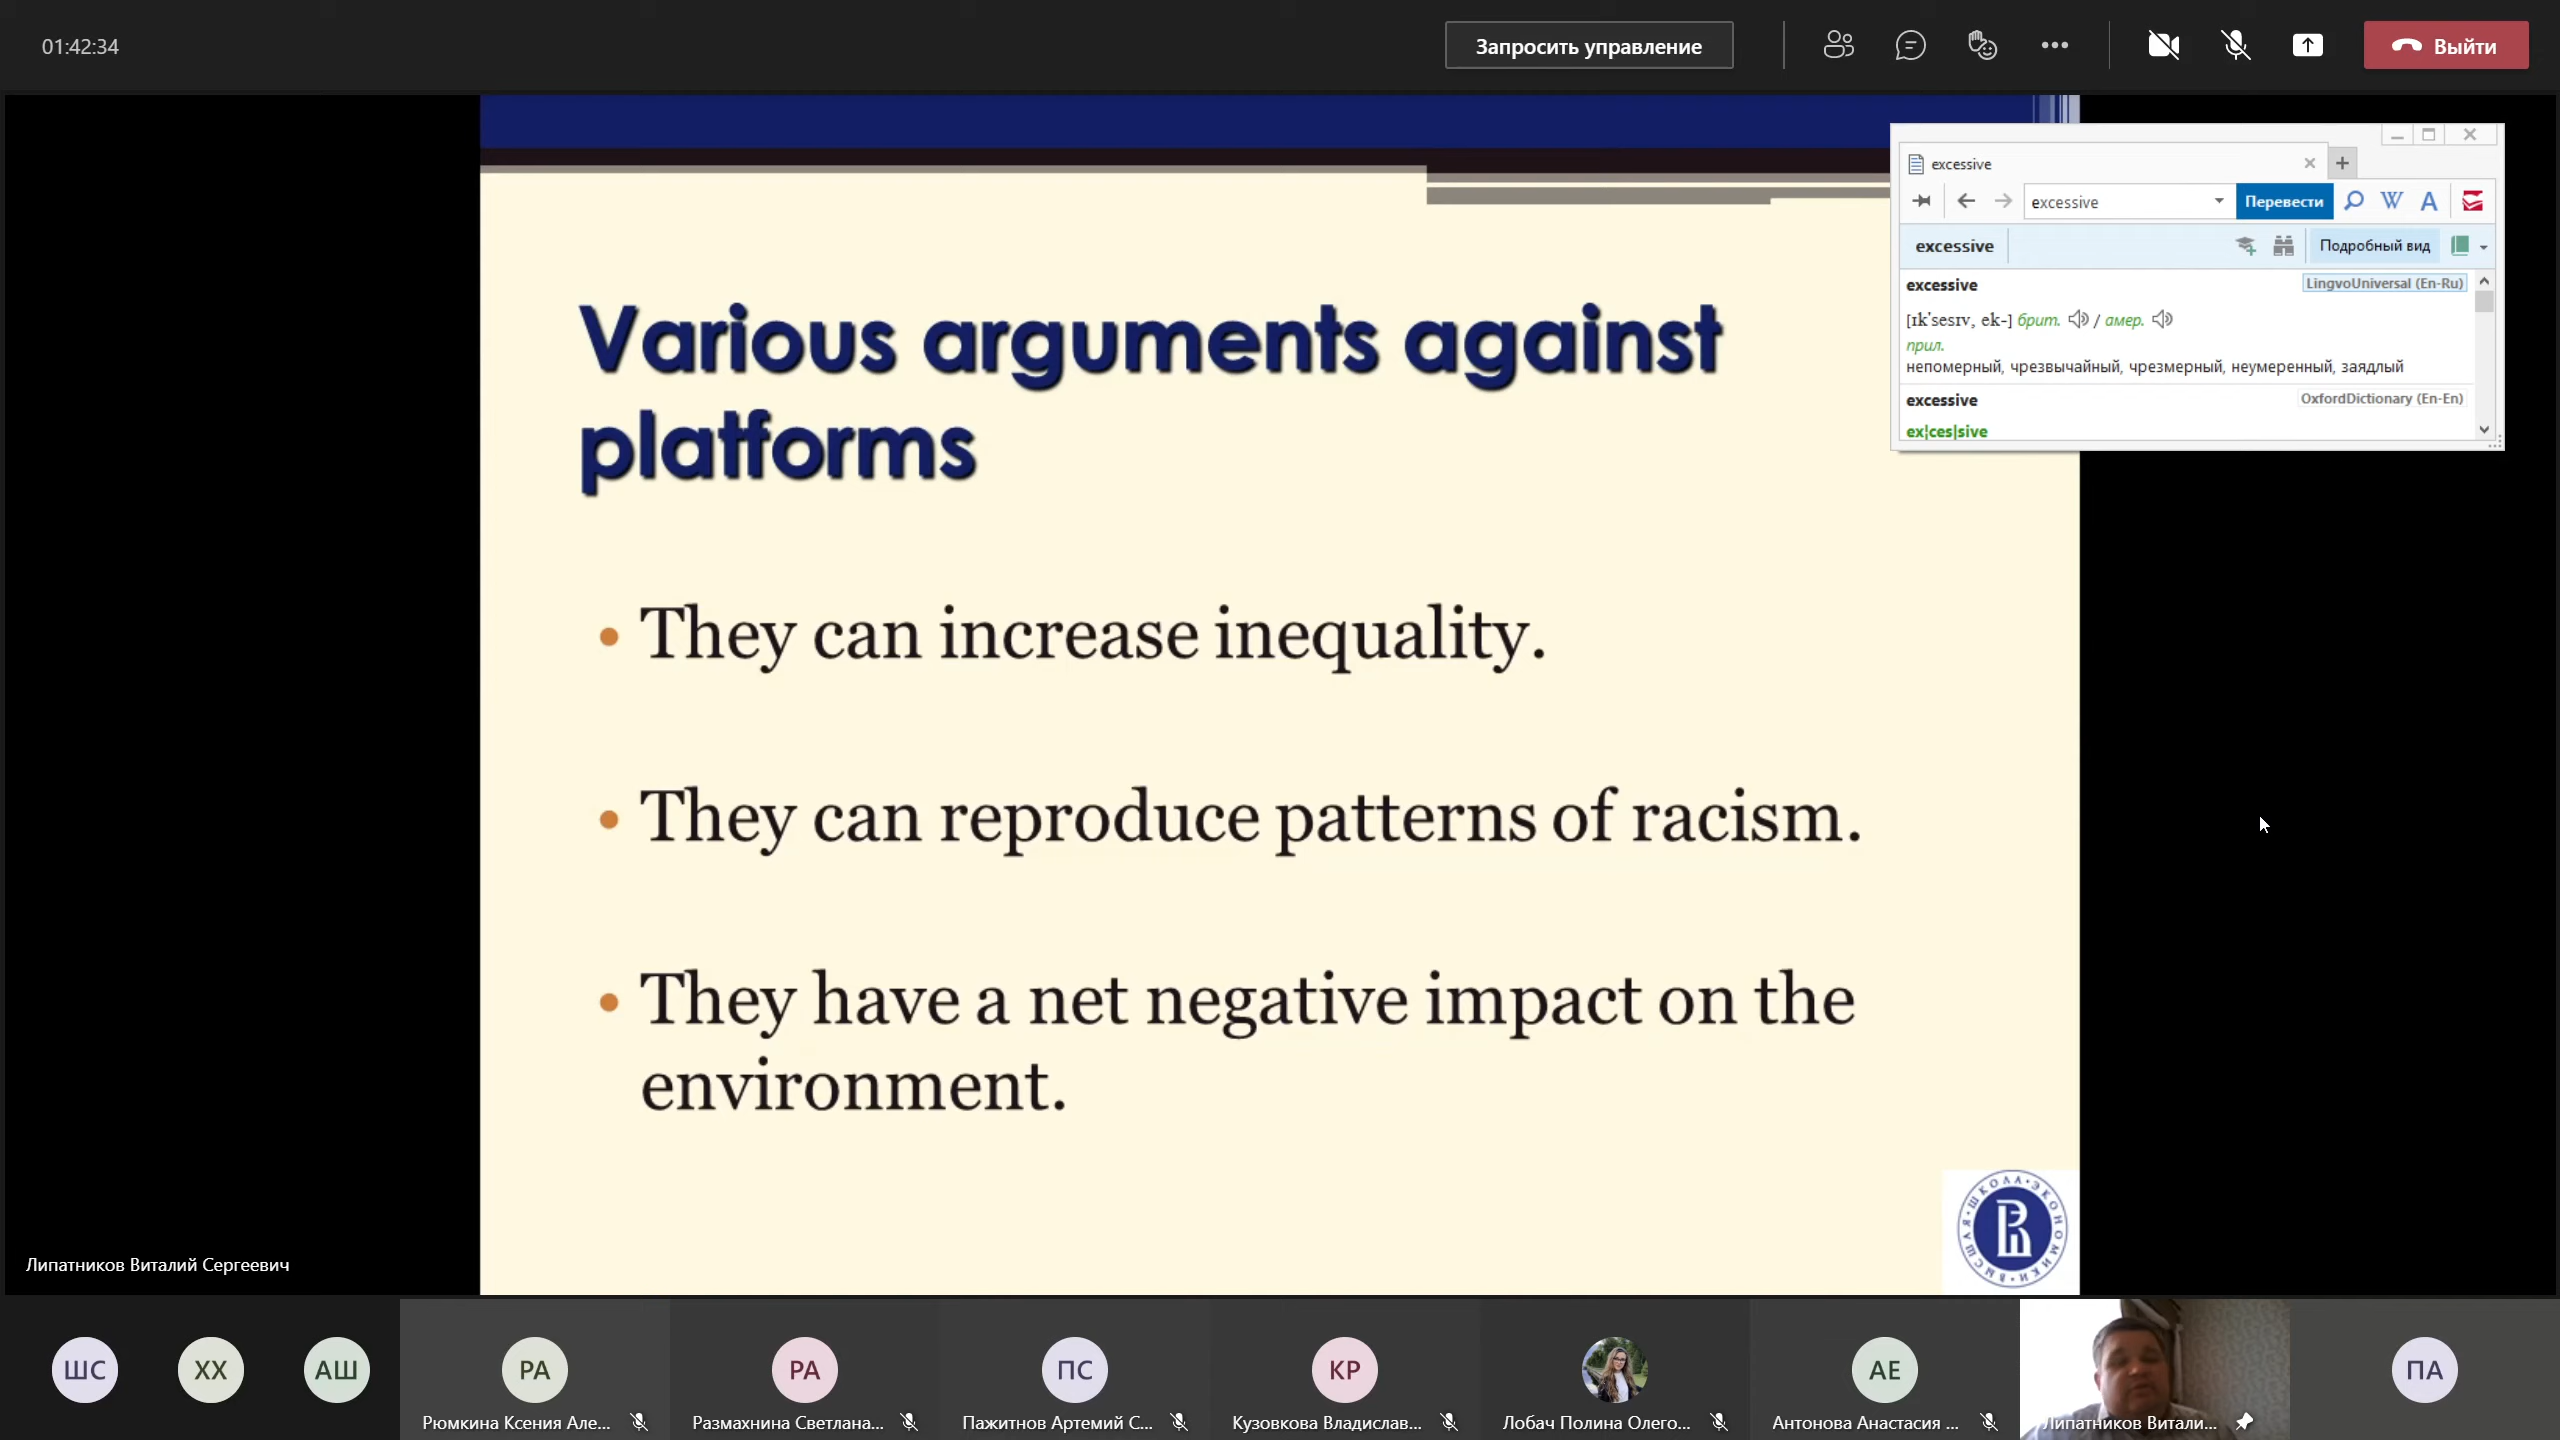 01:42:34
Запросить управление
Выйти
Various arguments against
platforms
• They can increase inequality.
• They can reproduce patterns of racism.
• They have a net negative impact on the
environment.
excessive
excessive
Перевести
W
A
excessive
Подробный вид
excessive
LingvoUniversal (En-Ru)
[ɪk'sesɪv, ek-] брит. / амер.
прил.
непомерный, чрезвычайный, чрезмерный, неумеренный, заядлый
excessive
OxfordDictionary (En-En)
ex¦ces|sive
ВЫСШАЯ • ШКОЛА • ЭКОНОМИКИ •
Липатников Виталий Сергеевич
ШС
ХХ
АШ
РА
РА
ПС
КР
АЕ
ПА
Рюмкина Ксения Але...
Размахнина Светлана...
Пажитнов Артемий С...
Кузовкова Владислав...
Лобач Полина Олего...
Антонова Анастасия ...
Липатников Витали...